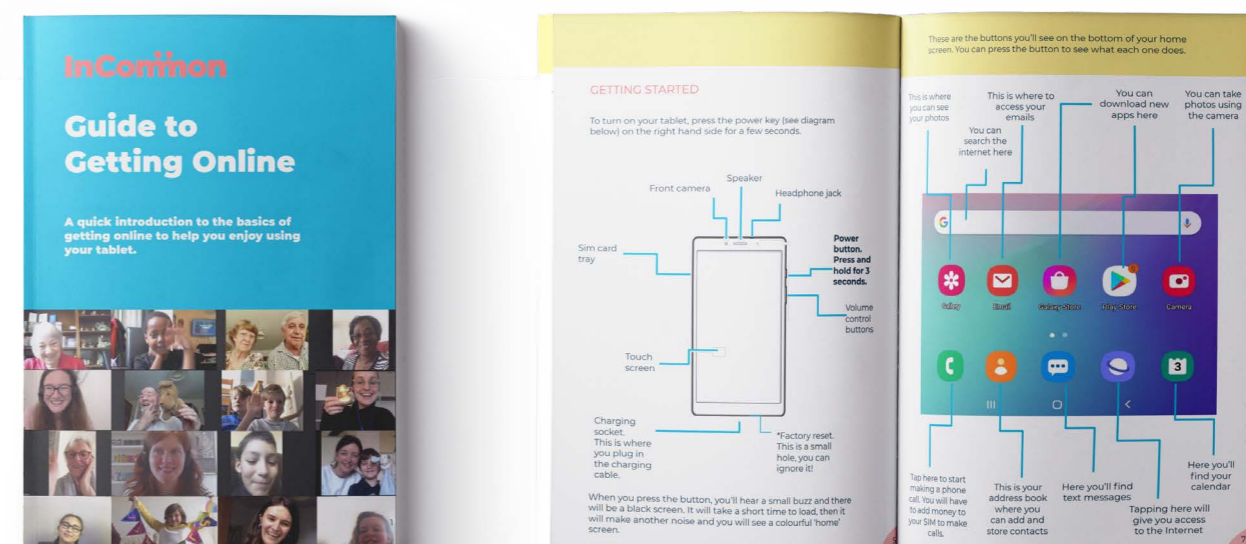 InCommon
Guide to
Getting Online
A quick introduction to the basics of
getting online to help you enjoy using
your tablet.
GETTING STARTED
To turn on your tablet, press the power key (see diagram
below) on the right hand side for a few seconds.
Speaker
Front camera
Headphone jack
Sim card
tray
Power
button.
Press and
hold for 3
seconds.
Volume
control
buttons
Touch
screen
Charging
socket.
This is where
you plug in
the charging
cable.
*Factory reset.
This is a small
hole, you can
ignore it!
When you press the button, you'll hear a small buzz and there
will be a black screen. It will take a short time to load, then it
will make another noise and you will see a colourful 'home'
screen.
These are the buttons you'll see on the bottom of your home
screen. You can press the button to see what each one does.
This is where
you can see
your photos
You can
search the
internet here
This is where to
access your
emails
You can
download new
apps here
You can take
photos using
the camera
G
Gallery
Email
Galaxy Store
Play Store
Camera
3
Tap here to start
making a phone
call. You will have
to add money to
your SIM to make
calls.
This is your
address book
where you
can add and
store contacts
Here you'll find
text messages
Tapping here will
give you access
to the Internet
Here you'll
find your
calendar
7